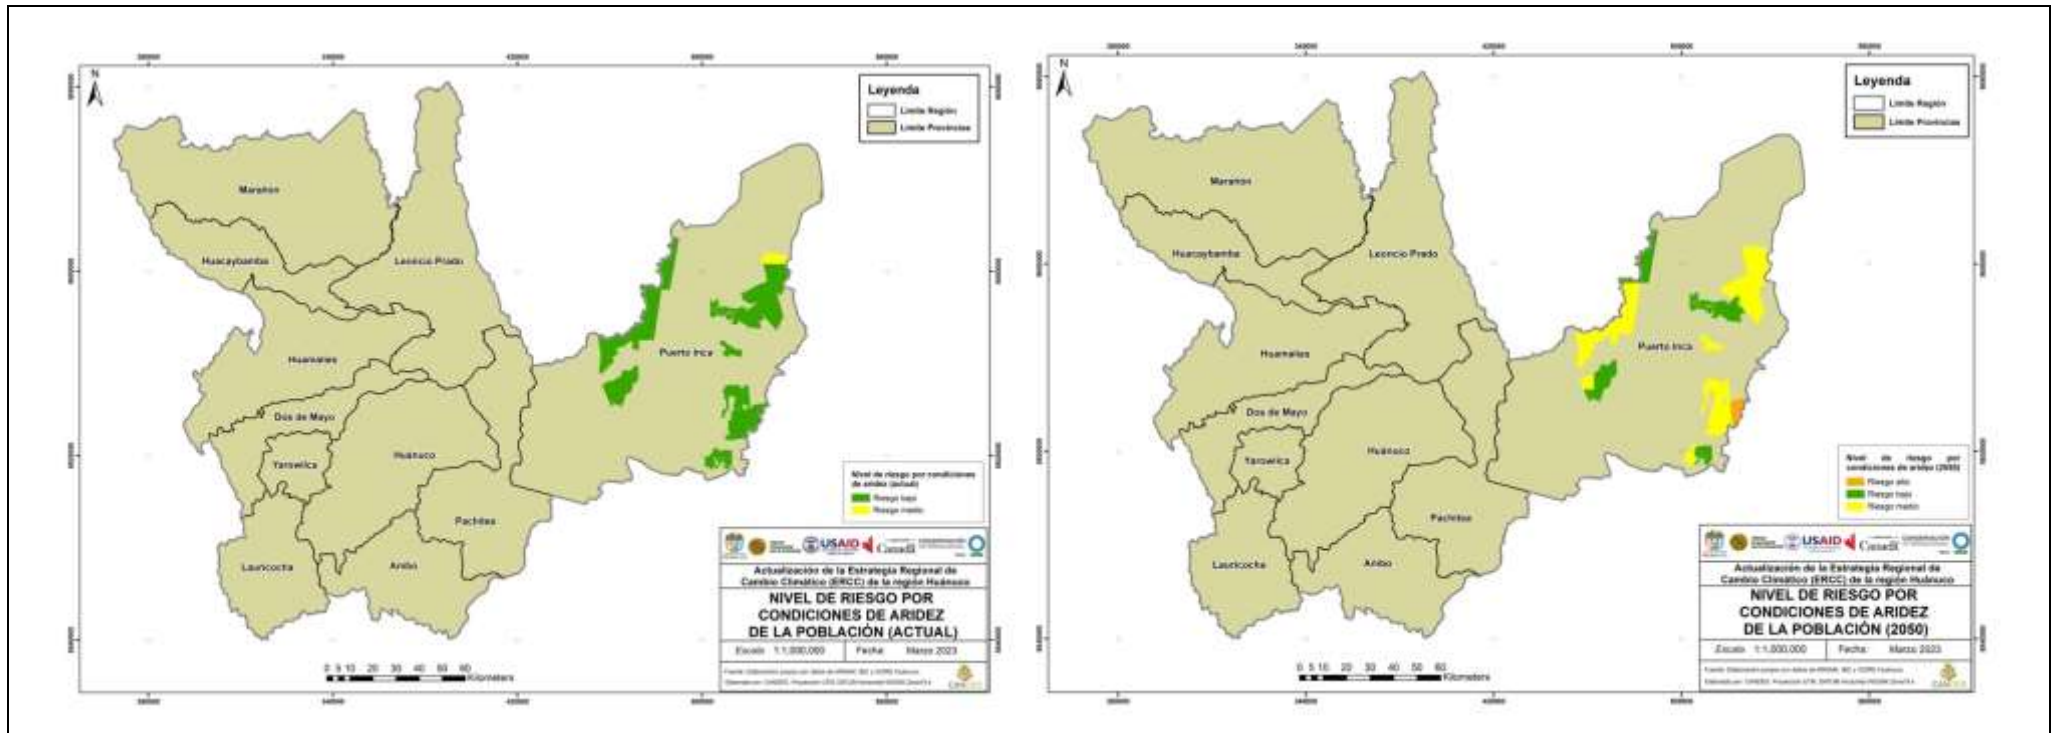 N
Leyenda
Limite Región
Limite Provincias
Marañon
Huacaybamba
Leoncio Prado
Huamalies
Puerto Inca
Dos de Mayo
Yarowilca
Huánuco
Pachitea
Lauricocha
Ambo
Nivel de riesgo por condiciones
de aridez (actual)
Riesgo bajo
Riesgo medio
USAID
Canadä
Actualización de la Estrategia Regional de
Cambio Climático (ERCC) de la región Huánuco
NIVEL DE RIESGO POR
CONDICIONES DE ARIDEZ
DE LA POBLACIÓN (ACTUAL)
Escala 1:1,000,000 Fecha: Marzo 2023
0 5 10 20 30 40 50 60
Kilometers
N
Leyenda
Limite Región
Limite Provincias
Marañon
Huacaybamba
Leoncio Prado
Huamalies
Puerto Inca
Dos de Mayo
Yarowilca
Huánuco
Pachitea
Lauricocha
Ambo
Nivel de riesgo por
condiciones de aridez (2050)
Riesgo alto
Riesgo bajo
Riesgo medio
USAID
Canadä
Actualización de la Estrategia Regional de
Cambio Climático (ERCC) de la región Huánuco
NIVEL DE RIESGO POR
CONDICIONES DE ARIDEZ
DE LA POBLACIÓN (2050)
Escala 1:1,000,000 Fecha: Marzo 2023
0 5 10 20 30 40 50 60
Kilometers